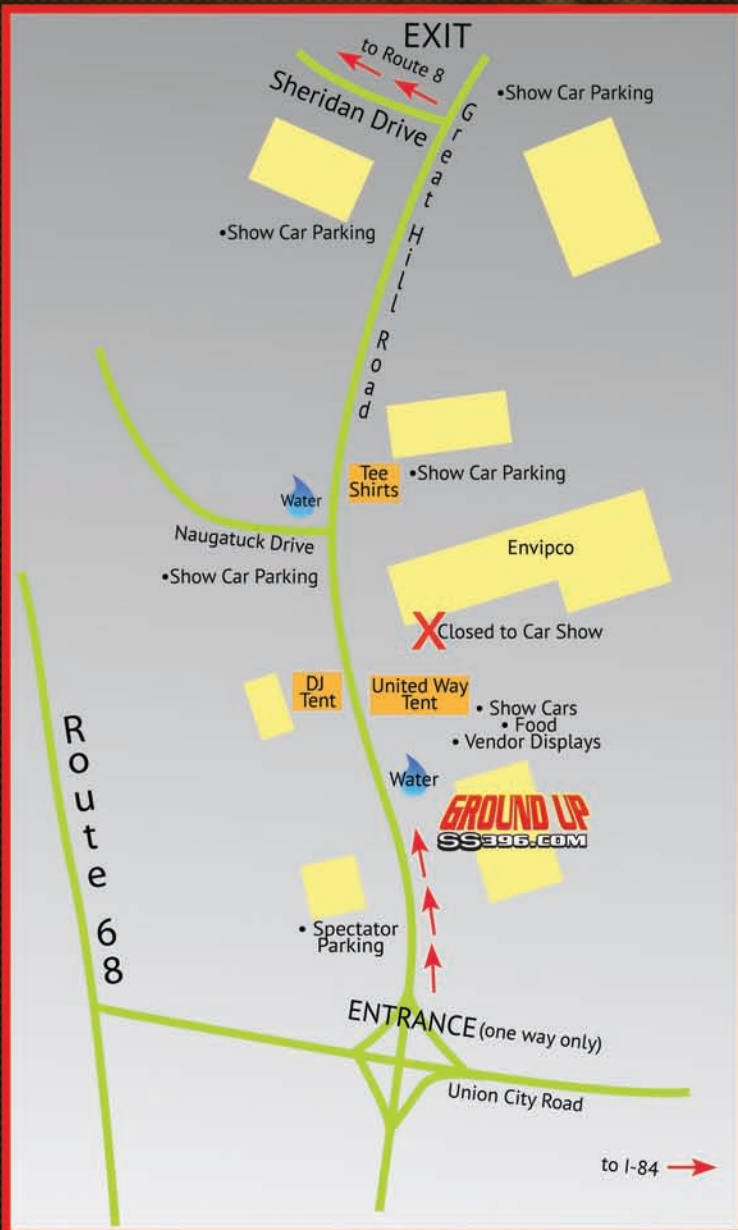 EXIT
to Route 8
Sheridan Drive
Great Hill Road
•Show Car Parking
•Show Car Parking
Tee
Shirts
•Show Car Parking
Water
Naugatuck Drive
•Show Car Parking
Envipco
X Closed to Car Show
DJ
Tent
United Way
Tent
• Show Cars
• Food
• Vendor Displays
Water
GROUND UP
SS396.COM
Route 68
• Spectator
Parking
ENTRANCE (one way only)
Union City Road
to I-84